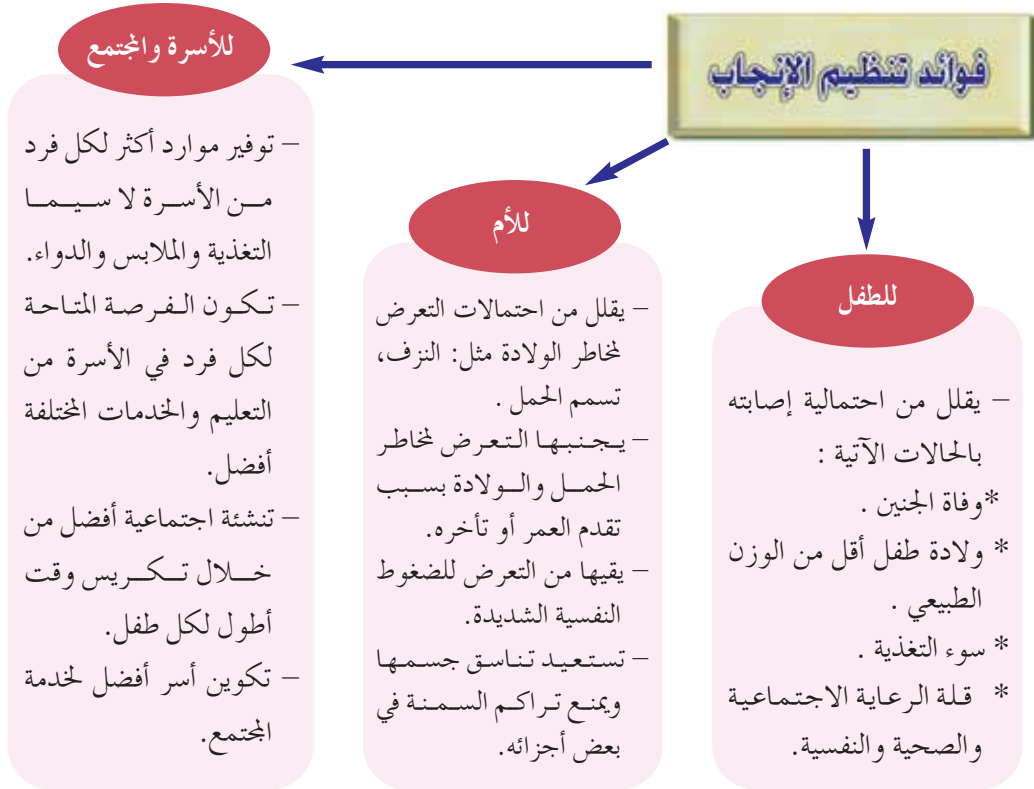 فوائد تنظيم الإنجاب
للطفل
– يقلل من احتمالية إصابته
بالحالات الآتية :
*وفاة الجنين .
* ولادة طفل أقل من الوزن
الطبيعي .
* سوء التغذية .
* قلة الرعاية الاجتماعية
والصحية والنفسية.
للأم
– يقلل من احتمالات التعرض
لمخاطر الولادة مثل: النزف،
تسمم الحمل .
– يجنبها التعرض لمخاطر
الحمل والولادة بسبب
تقدم العمر أو تأخره.
– يقيها من التعرض للضغوط
النفسية الشديدة.
– تستعيد تناسق جسمها
ويمنع تراكم السمنة في
بعض أجزائه.
للأسرة والمجتمع
– توفير موارد أكثر لكل فرد
من الأسرة لا سيما
التغذية والملابس والدواء.
– تكون الفرصة المتاحة
لكل فرد في الأسرة من
التعليم والخدمات المختلفة
أفضل.
– تنشئة اجتماعية أفضل من
خلال تكريس وقت
أطول لكل طفل.
– تكوين أسر أفضل لخدمة
المجتمع.